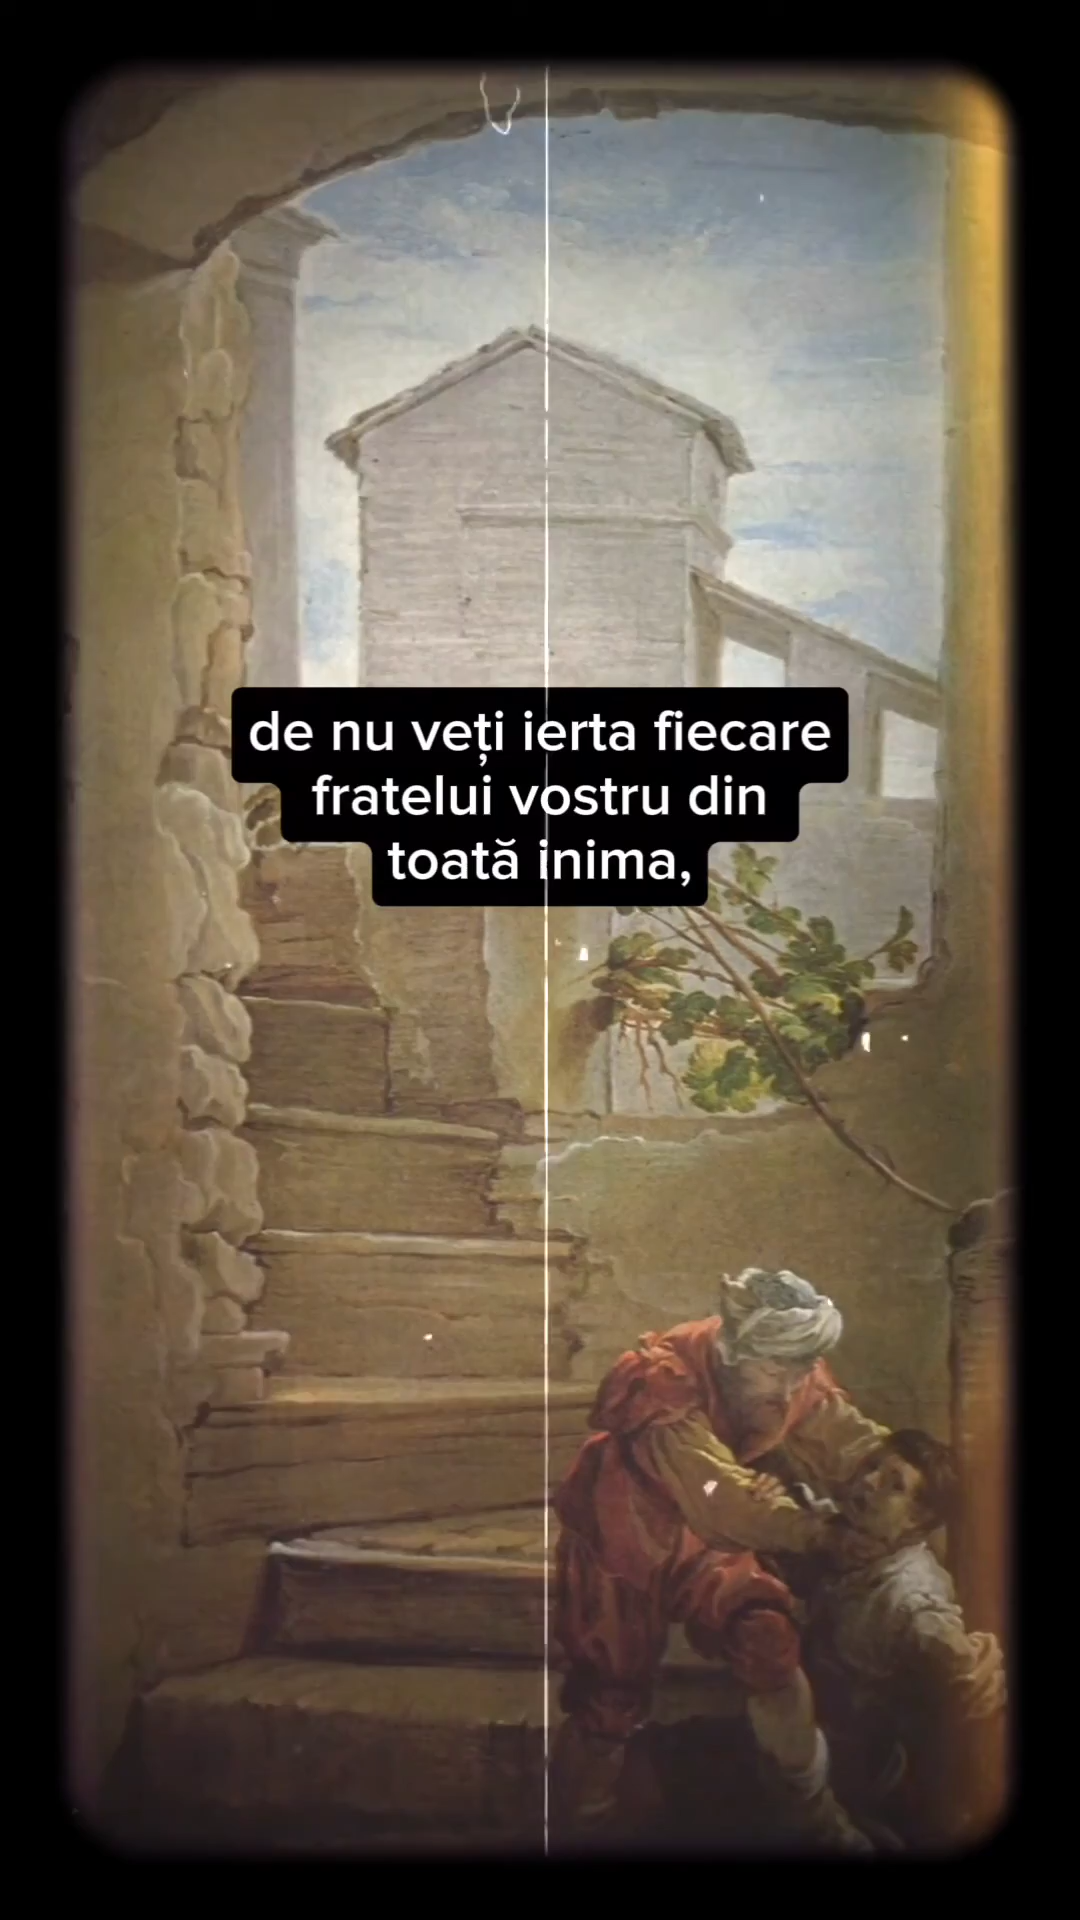 de nu veți ierta fiecare
fratelui vostru din
toată inima,